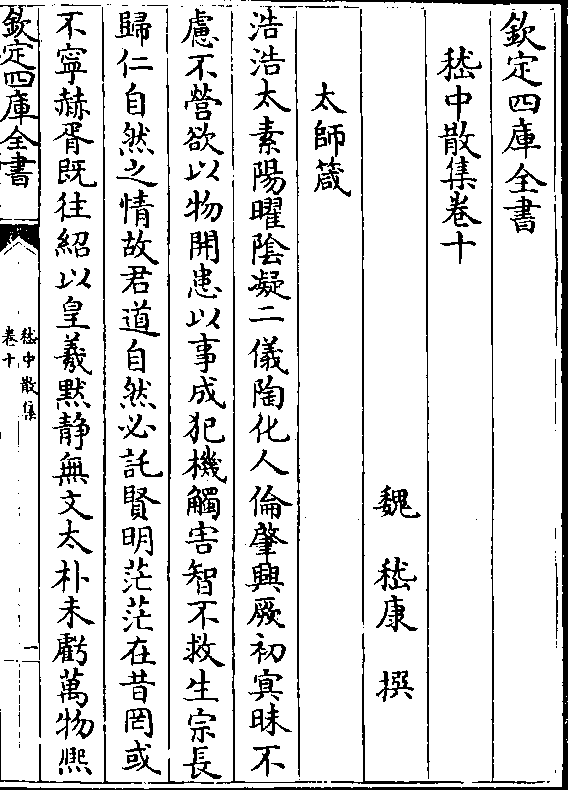 欽定四庫全書
嵇中散集卷十
魏 嵇康 撰
太師箴
浩浩太素陽曜陰凝二儀陶化人倫肇興厥初㝠昧不
慮不營欲以物開患以事成犯機觸害智不救生宗長
歸仁自然之情故君道自然必託賢明茫茫在昔罔或
不寧赫胥既往紹以皇羲黙靜無文太朴未虧萬物熈
欽定四庫全書
嵇中散集
卷十
一